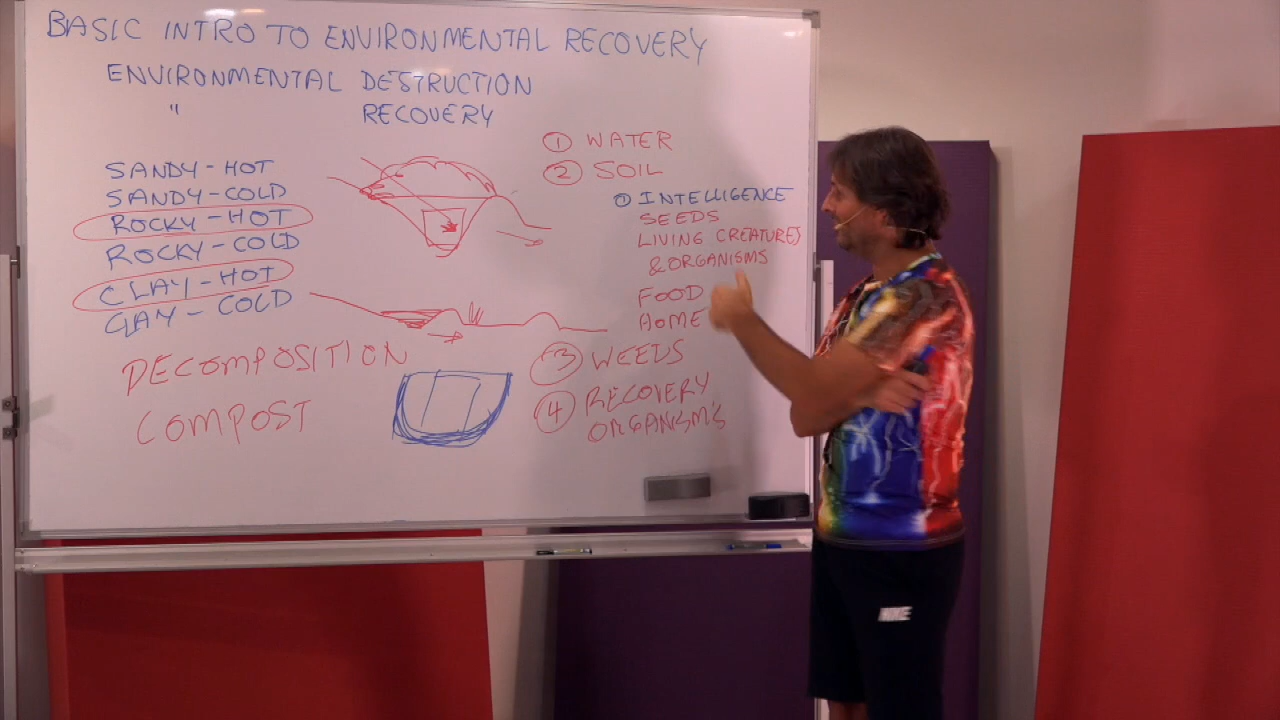 BASIC INTRO TO ENVIRONMENTAL RECOVERY
ENVIRONMENTAL DESTRUCTION
" RECOVERY
SANDY-HOT
SANDY-COLD
ROCKY-HOT
ROCKY-COLD
CLAY-HOT
CLAY-COLD
DECOMPOSITION
COMPOST
① WATER
② SOIL
① INTELLIGENCE
SEEDS
LIVING CREATURES
& ORGANISMS
FOOD
HOME
③ WEEDS
④ RECOVERY
ORGANISM'S
NIKE